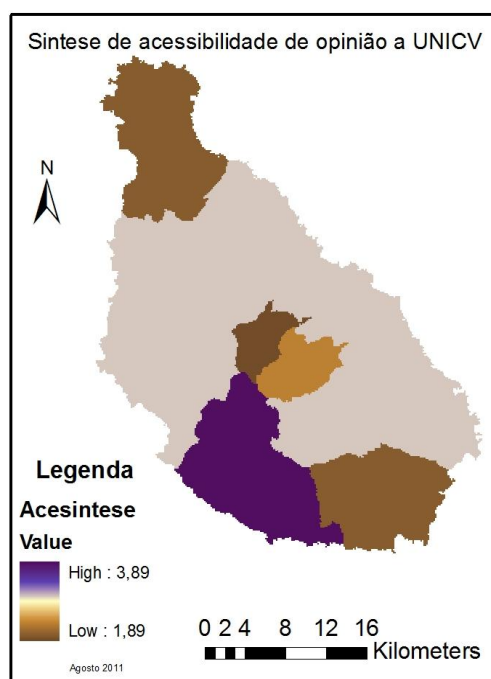 Sintese de acessibilidade de opinião a UNICV
N
Legenda
Acesintese
Value
High : 3,89
Low : 1,89
0 2 4 8 12 16
Kilometers
Agosto 2011